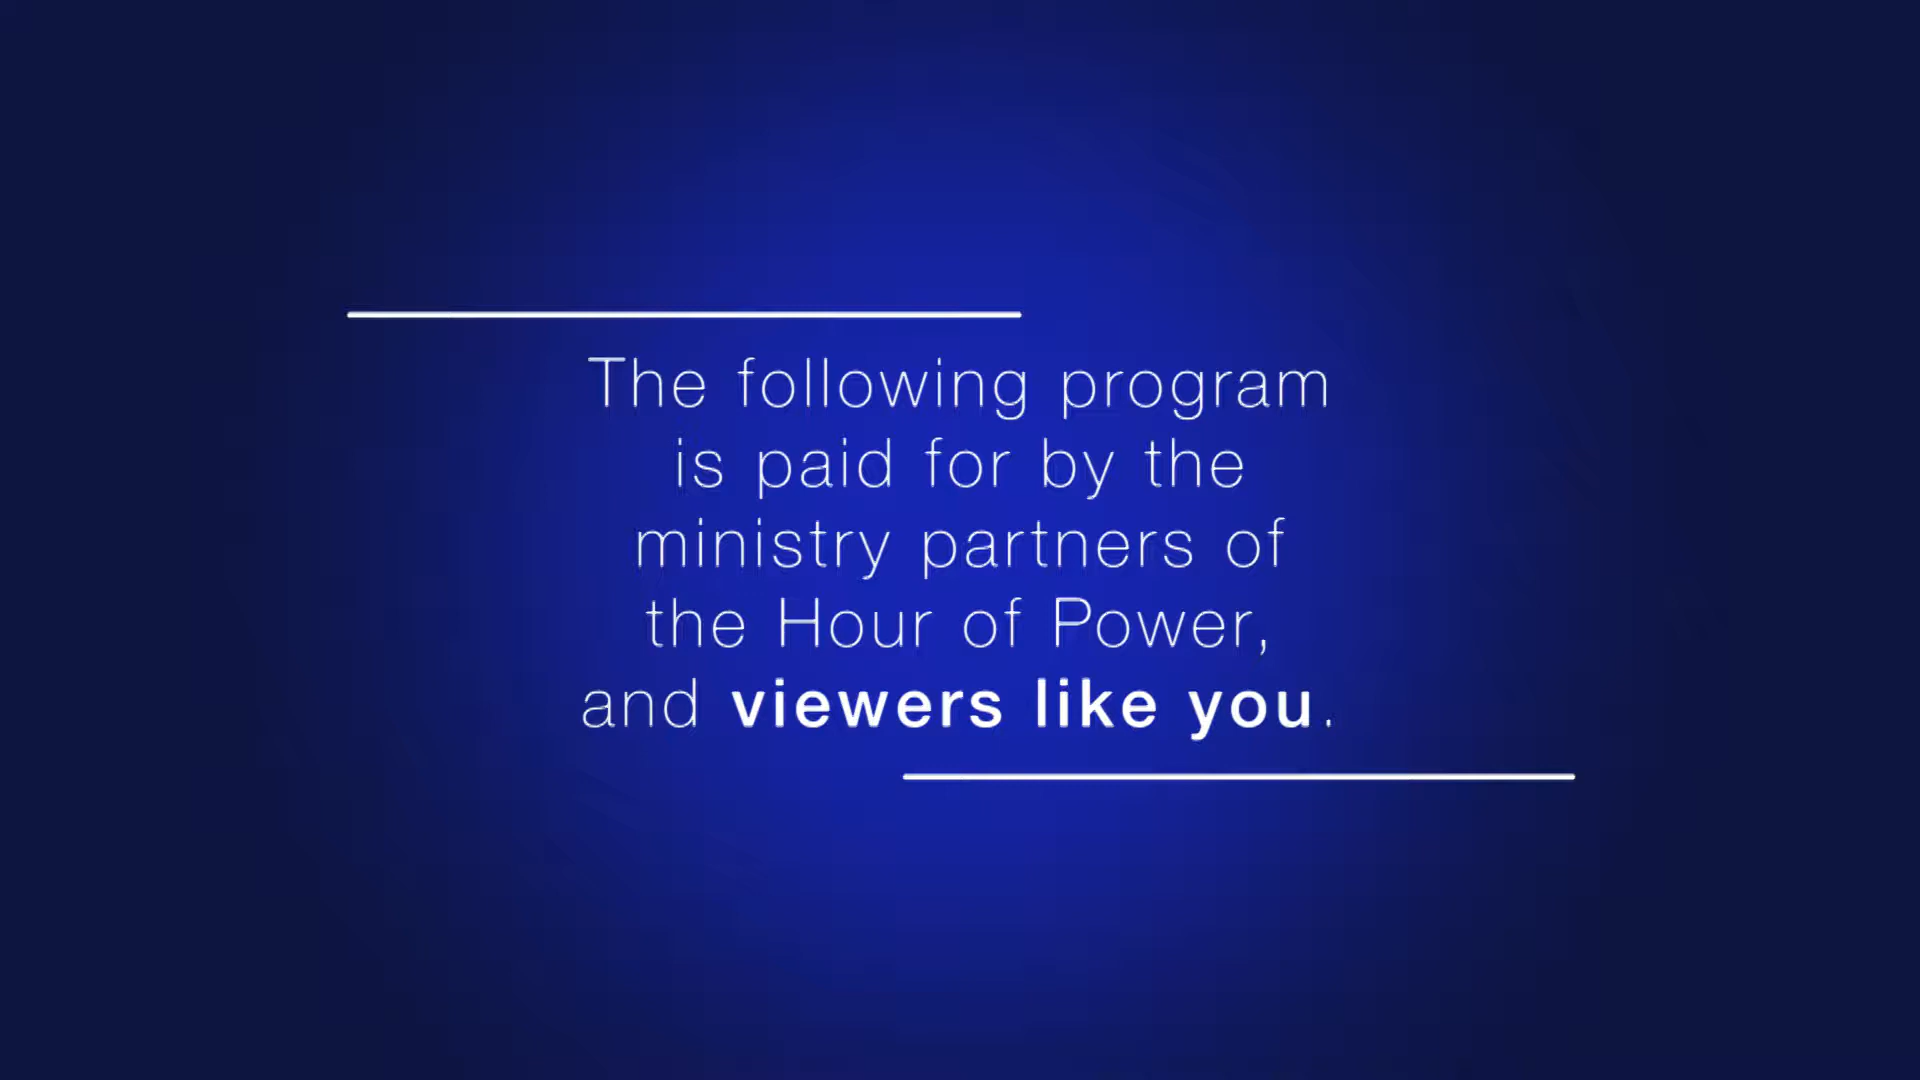 The following program
is paid for by the
ministry partners of
the Hour of Power,
and viewers like you.